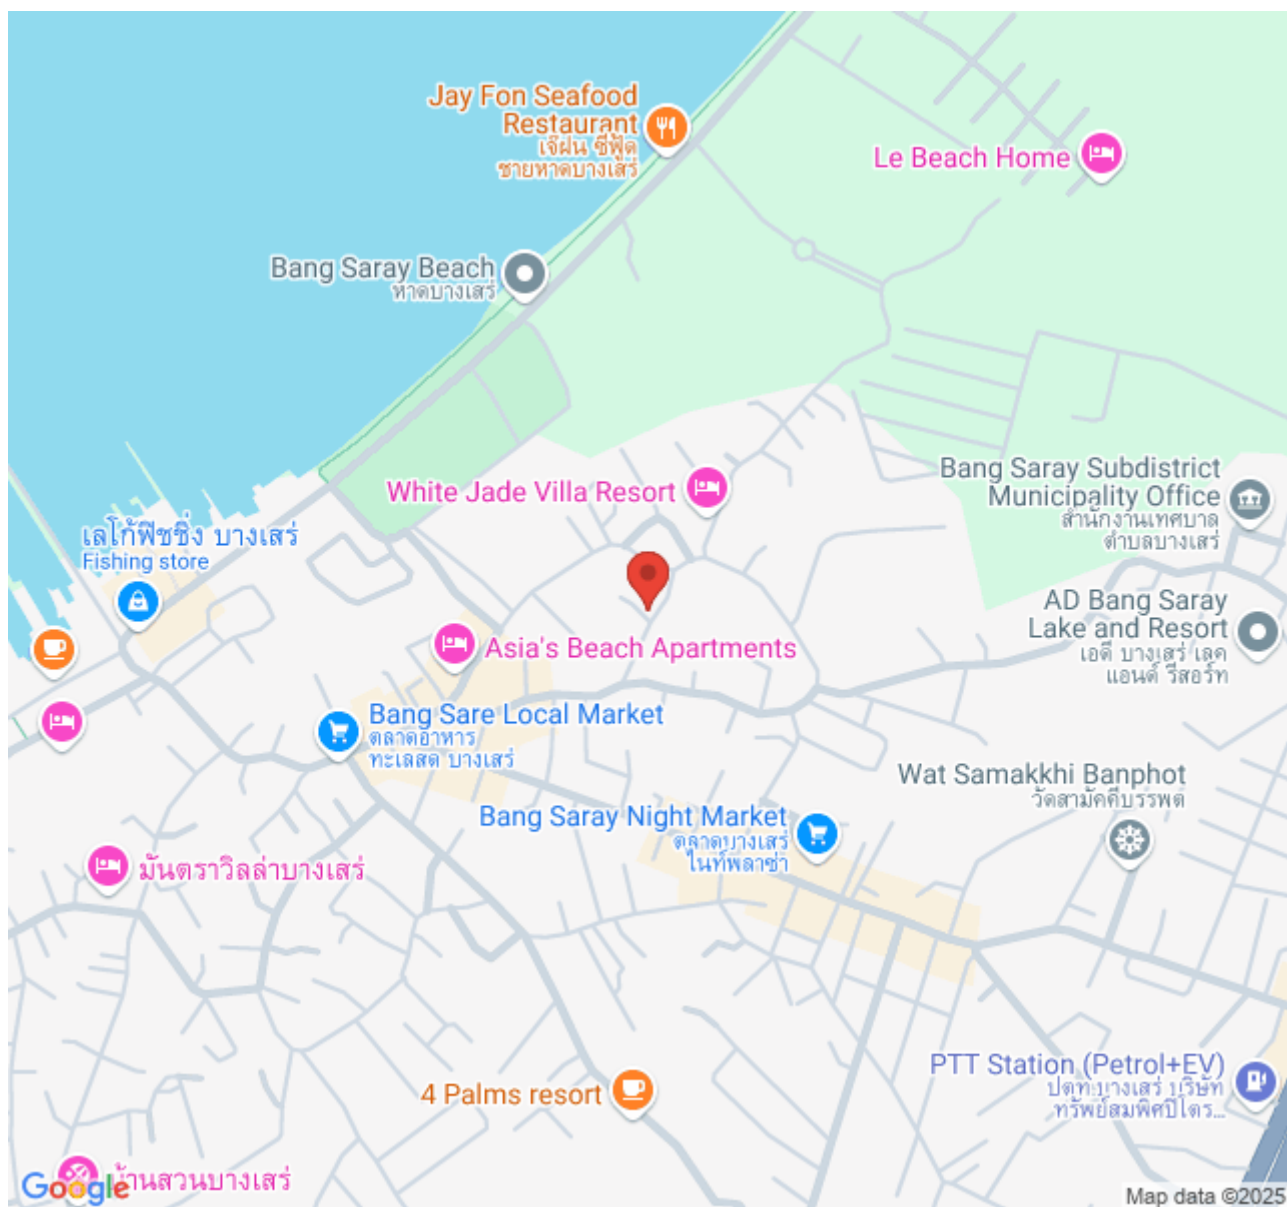 Jay Fon Seafood
Restaurant
เจ๊ฝน ซีฟู้ด
ชายหาดบางเสร่
Le Beach Home
Bang Saray Beach
หาดบางเสร่
White Jade Villa Resort
Bang Saray Subdistrict
Municipality Office
สำนักงานเทศบาล
ตำบลบางเสร่
เลโก้ฟิชชิ่ง บางเสร่
Fishing store
AD Bang Saray
Lake and Resort
เอดี บางเสร่ เลค
แอนด์ รีสอร์ท
Asia's Beach Apartments
Bang Sare Local Market
ตลาดอาหาร
ทะเลสด บางเสร่
Wat Samakkhi Banphot
วัดสามัคคีบรรพต
Bang Saray Night Market
ตลาดบางเสร่
ไนท์พลาซ่า
มันตราวิลล่าบางเสร่
PTT Station (Petrol+EV)
ปตท.บางเสร่ บริษัท
ทรัพย์สมพิศปิโตร...
4 Palms resort
บ้านสวนบางเสร่
Google
Map data ©2025